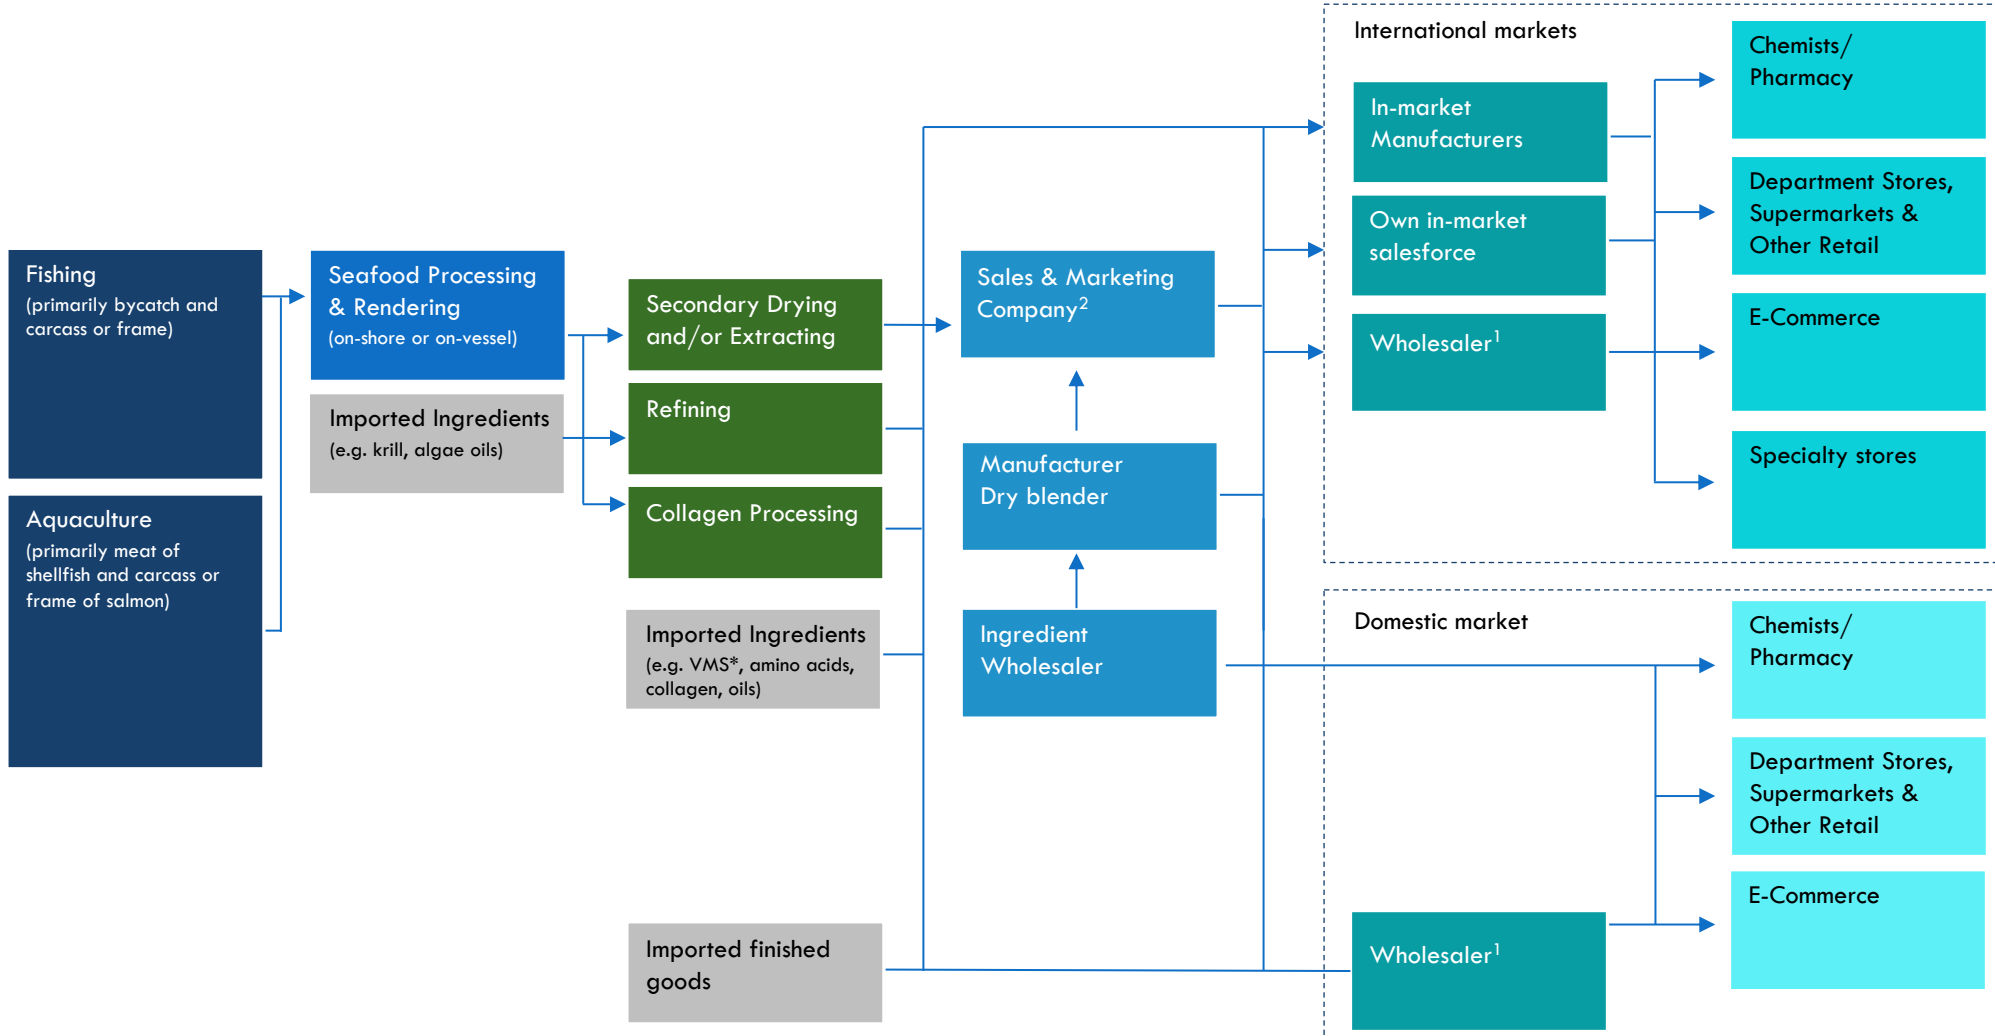 Fishing
(primarily bycatch and
carcass or frame)
Aquaculture
(primarily meat of
shellfish and carcass or
frame of salmon)
Seafood Processing
& Rendering
(on-shore or on-vessel)
Imported Ingredients
(e.g. krill, algae oils)
Secondary Drying
and/or Extracting
Refining
Collagen Processing
Imported Ingredients
(e.g. VMS*, amino acids,
collagen, oils)
Imported finished
goods
Sales & Marketing
Company²
Manufacturer
Dry blender
Ingredient
Wholesaler
International markets
In-market
Manufacturers
Own in-market
salesforce
Wholesaler¹
Chemists/
Pharmacy
Department Stores,
Supermarkets &
Other Retail
E-Commerce
Specialty stores
Domestic market
Wholesaler¹
Chemists/
Pharmacy
Department Stores,
Supermarkets &
Other Retail
E-Commerce